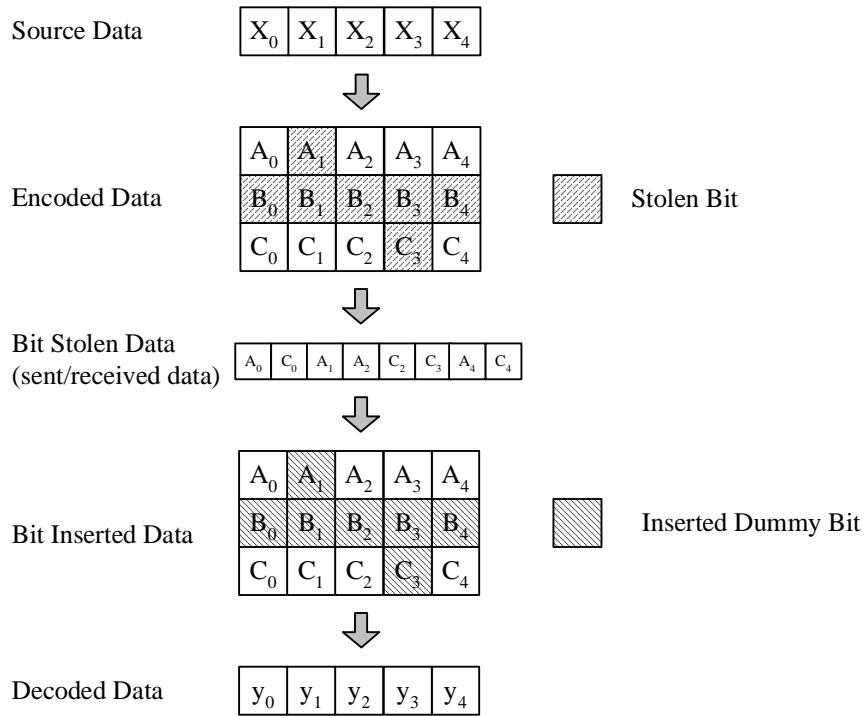 Source Data
X0 X1 X2 X3 X4
A0 A1 A2 A3 A4
Encoded Data
B0 B1 B2 B3 B4
Stolen Bit
C0 C1 C2 C3 C4
Bit Stolen Data
(sent/received data)
A0 C0 A1 A2 C2 C3 A4 C4
A0 A1 A2 A3 A4
Bit Inserted Data
B0 B1 B2 B3 B4
Inserted Dummy Bit
C0 C1 C2 C3 C4
Decoded Data
y0 y1 y2 y3 y4